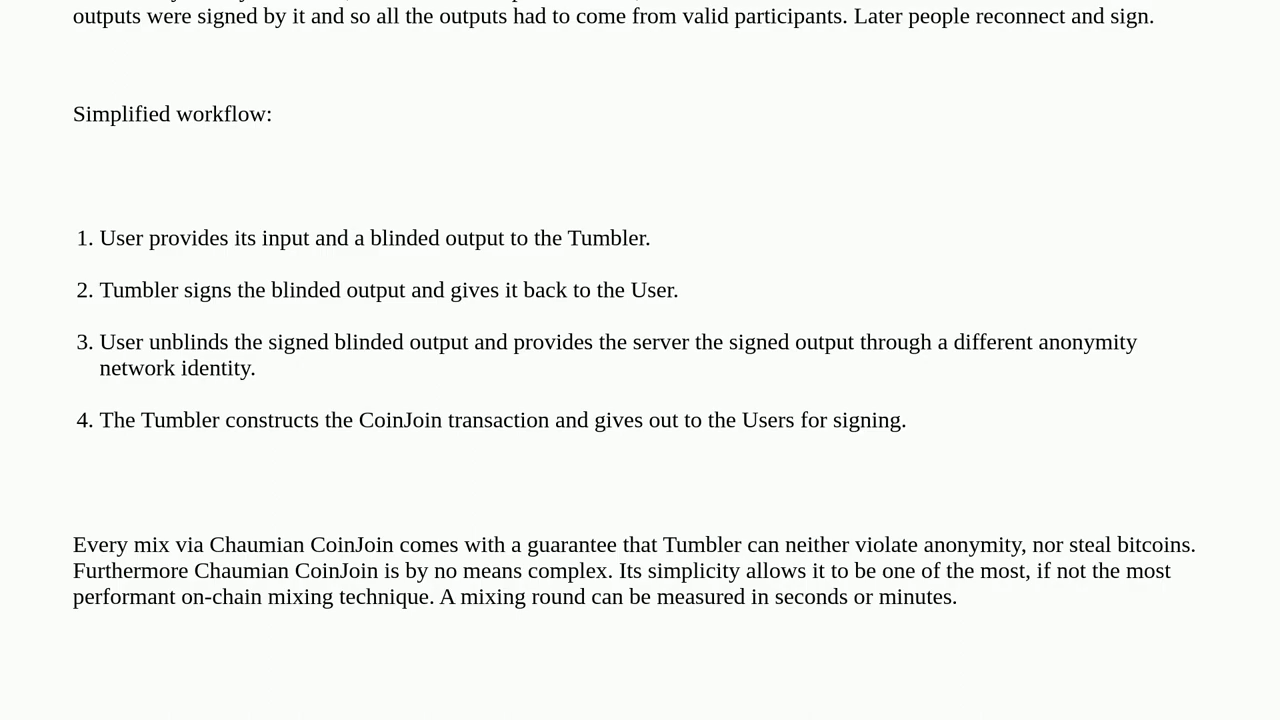 outputs were signed by it and so all the outputs had to come from valid participants. Later people reconnect and sign.
Simplified workflow:
1. User provides its input and a blinded output to the Tumbler.
2. Tumbler signs the blinded output and gives it back to the User.
3. User unblinds the signed blinded output and provides the server the signed output through a different anonymity
network identity.
4. The Tumbler constructs the CoinJoin transaction and gives out to the Users for signing.
Every mix via Chaumian CoinJoin comes with a guarantee that Tumbler can neither violate anonymity, nor steal bitcoins.
Furthermore Chaumian CoinJoin is by no means complex. Its simplicity allows it to be one of the most, if not the most
performant on-chain mixing technique. A mixing round can be measured in seconds or minutes.